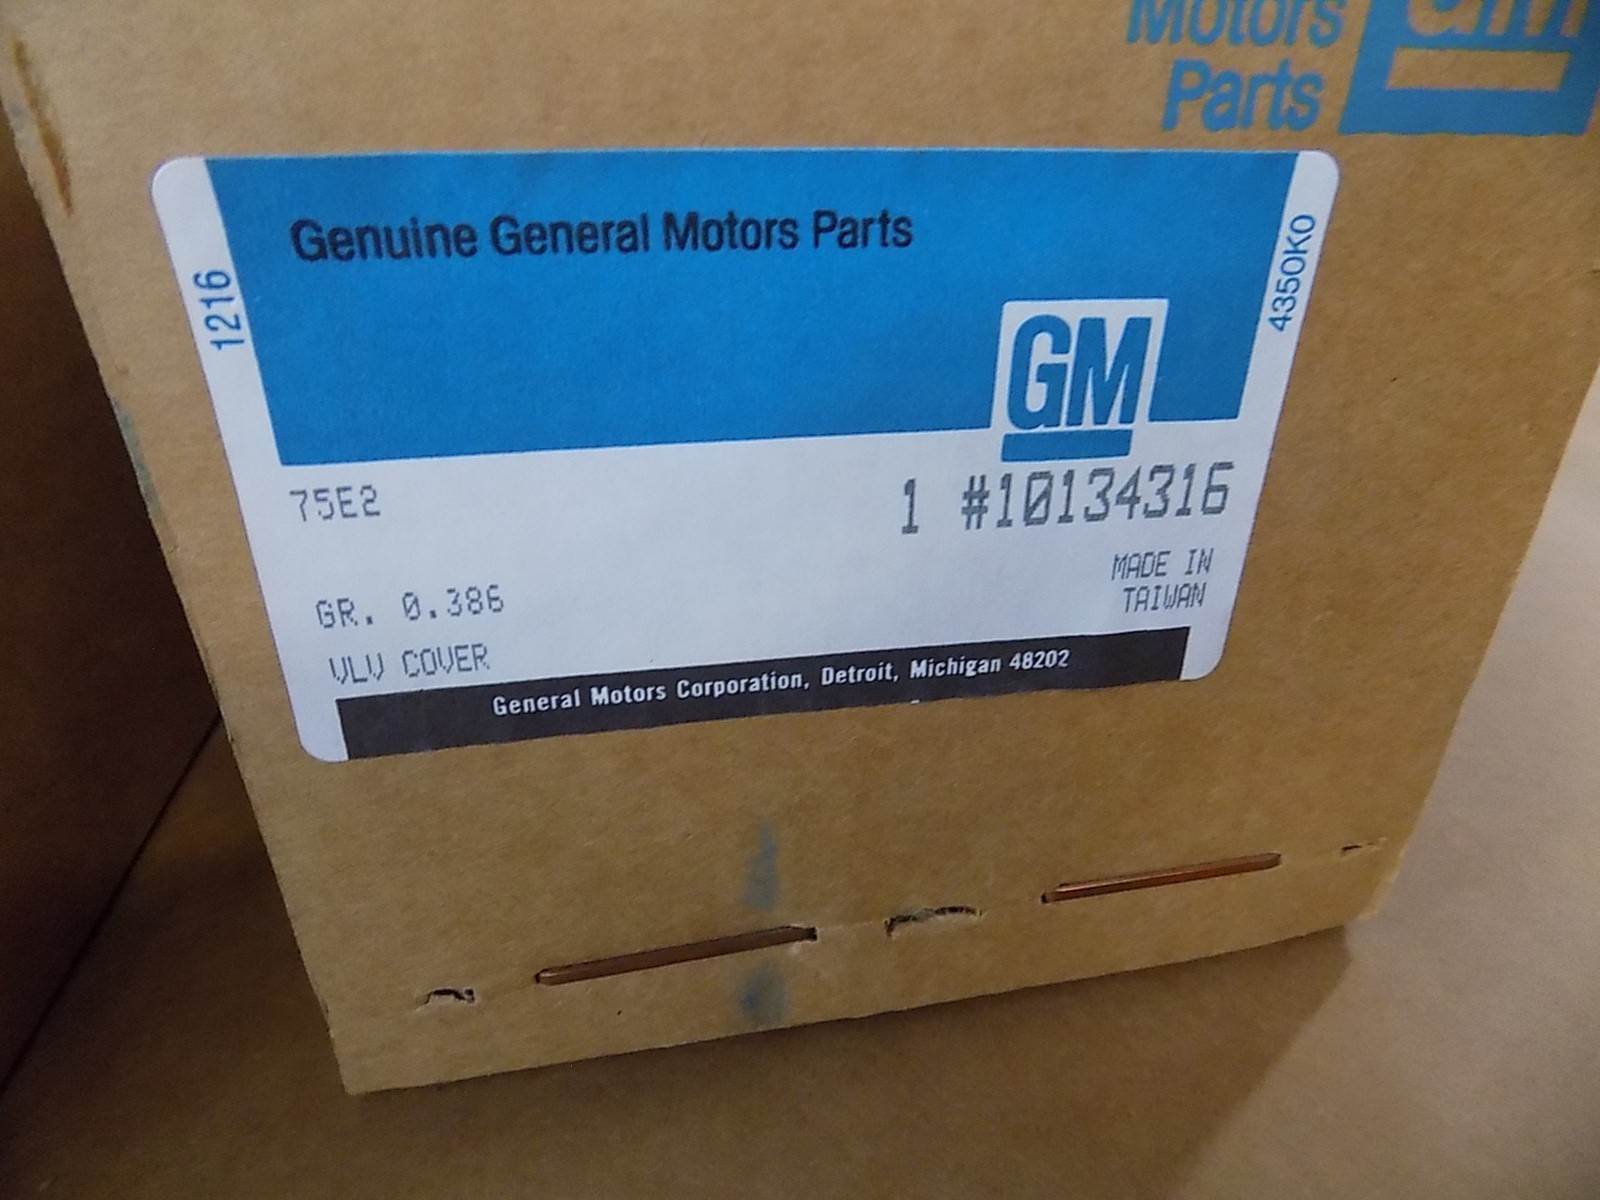 Motors
Parts
GM
Genuine General Motors Parts
1216
4350K0
GM
75E2
1 #10134316
MADE IN
TAIWAN
GR. 0.386
VLV COVER
General Motors Corporation, Detroit, Michigan 48202